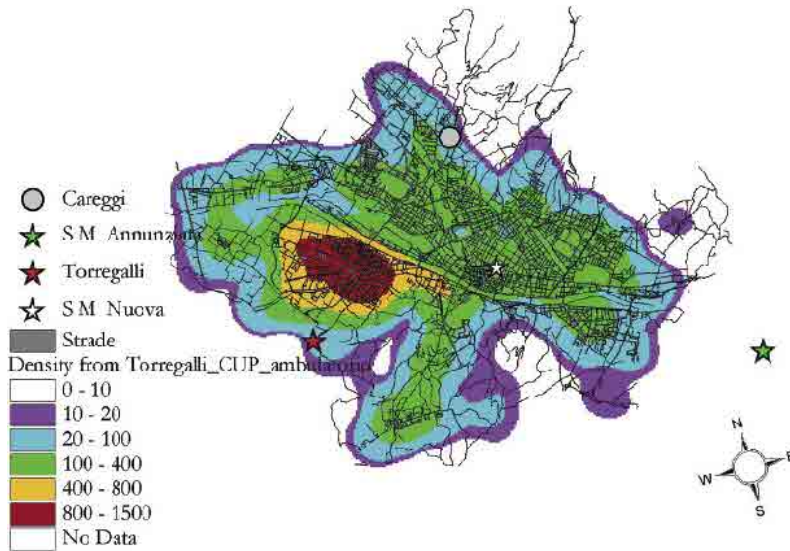 Careggi
S.M. Annunziata
Torregalli
S.M. Nuova
Strade
Density from Torregalli_CUP_ambulatorio
0 - 10
10 - 20
20 - 100
100 - 400
400 - 800
800 - 1500
No Data
N
W
E
S